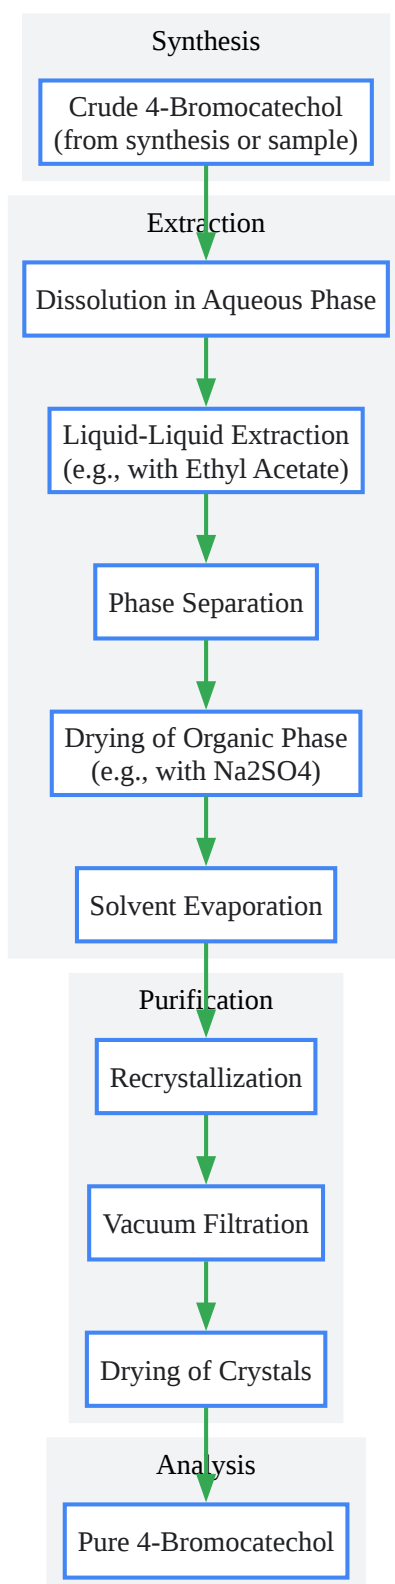 Synthesis
Crude 4-Bromocatechol
(from synthesis or sample)
Extraction
Dissolution in Aqueous Phase
Liquid-Liquid Extraction
(e.g., with Ethyl Acetate)
Phase Separation
Drying of Organic Phase
(e.g., with Na2SO4)
Solvent Evaporation
Purification
Recrystallization
Vacuum Filtration
Drying of Crystals
Analysis
Pure 4-Bromocatechol